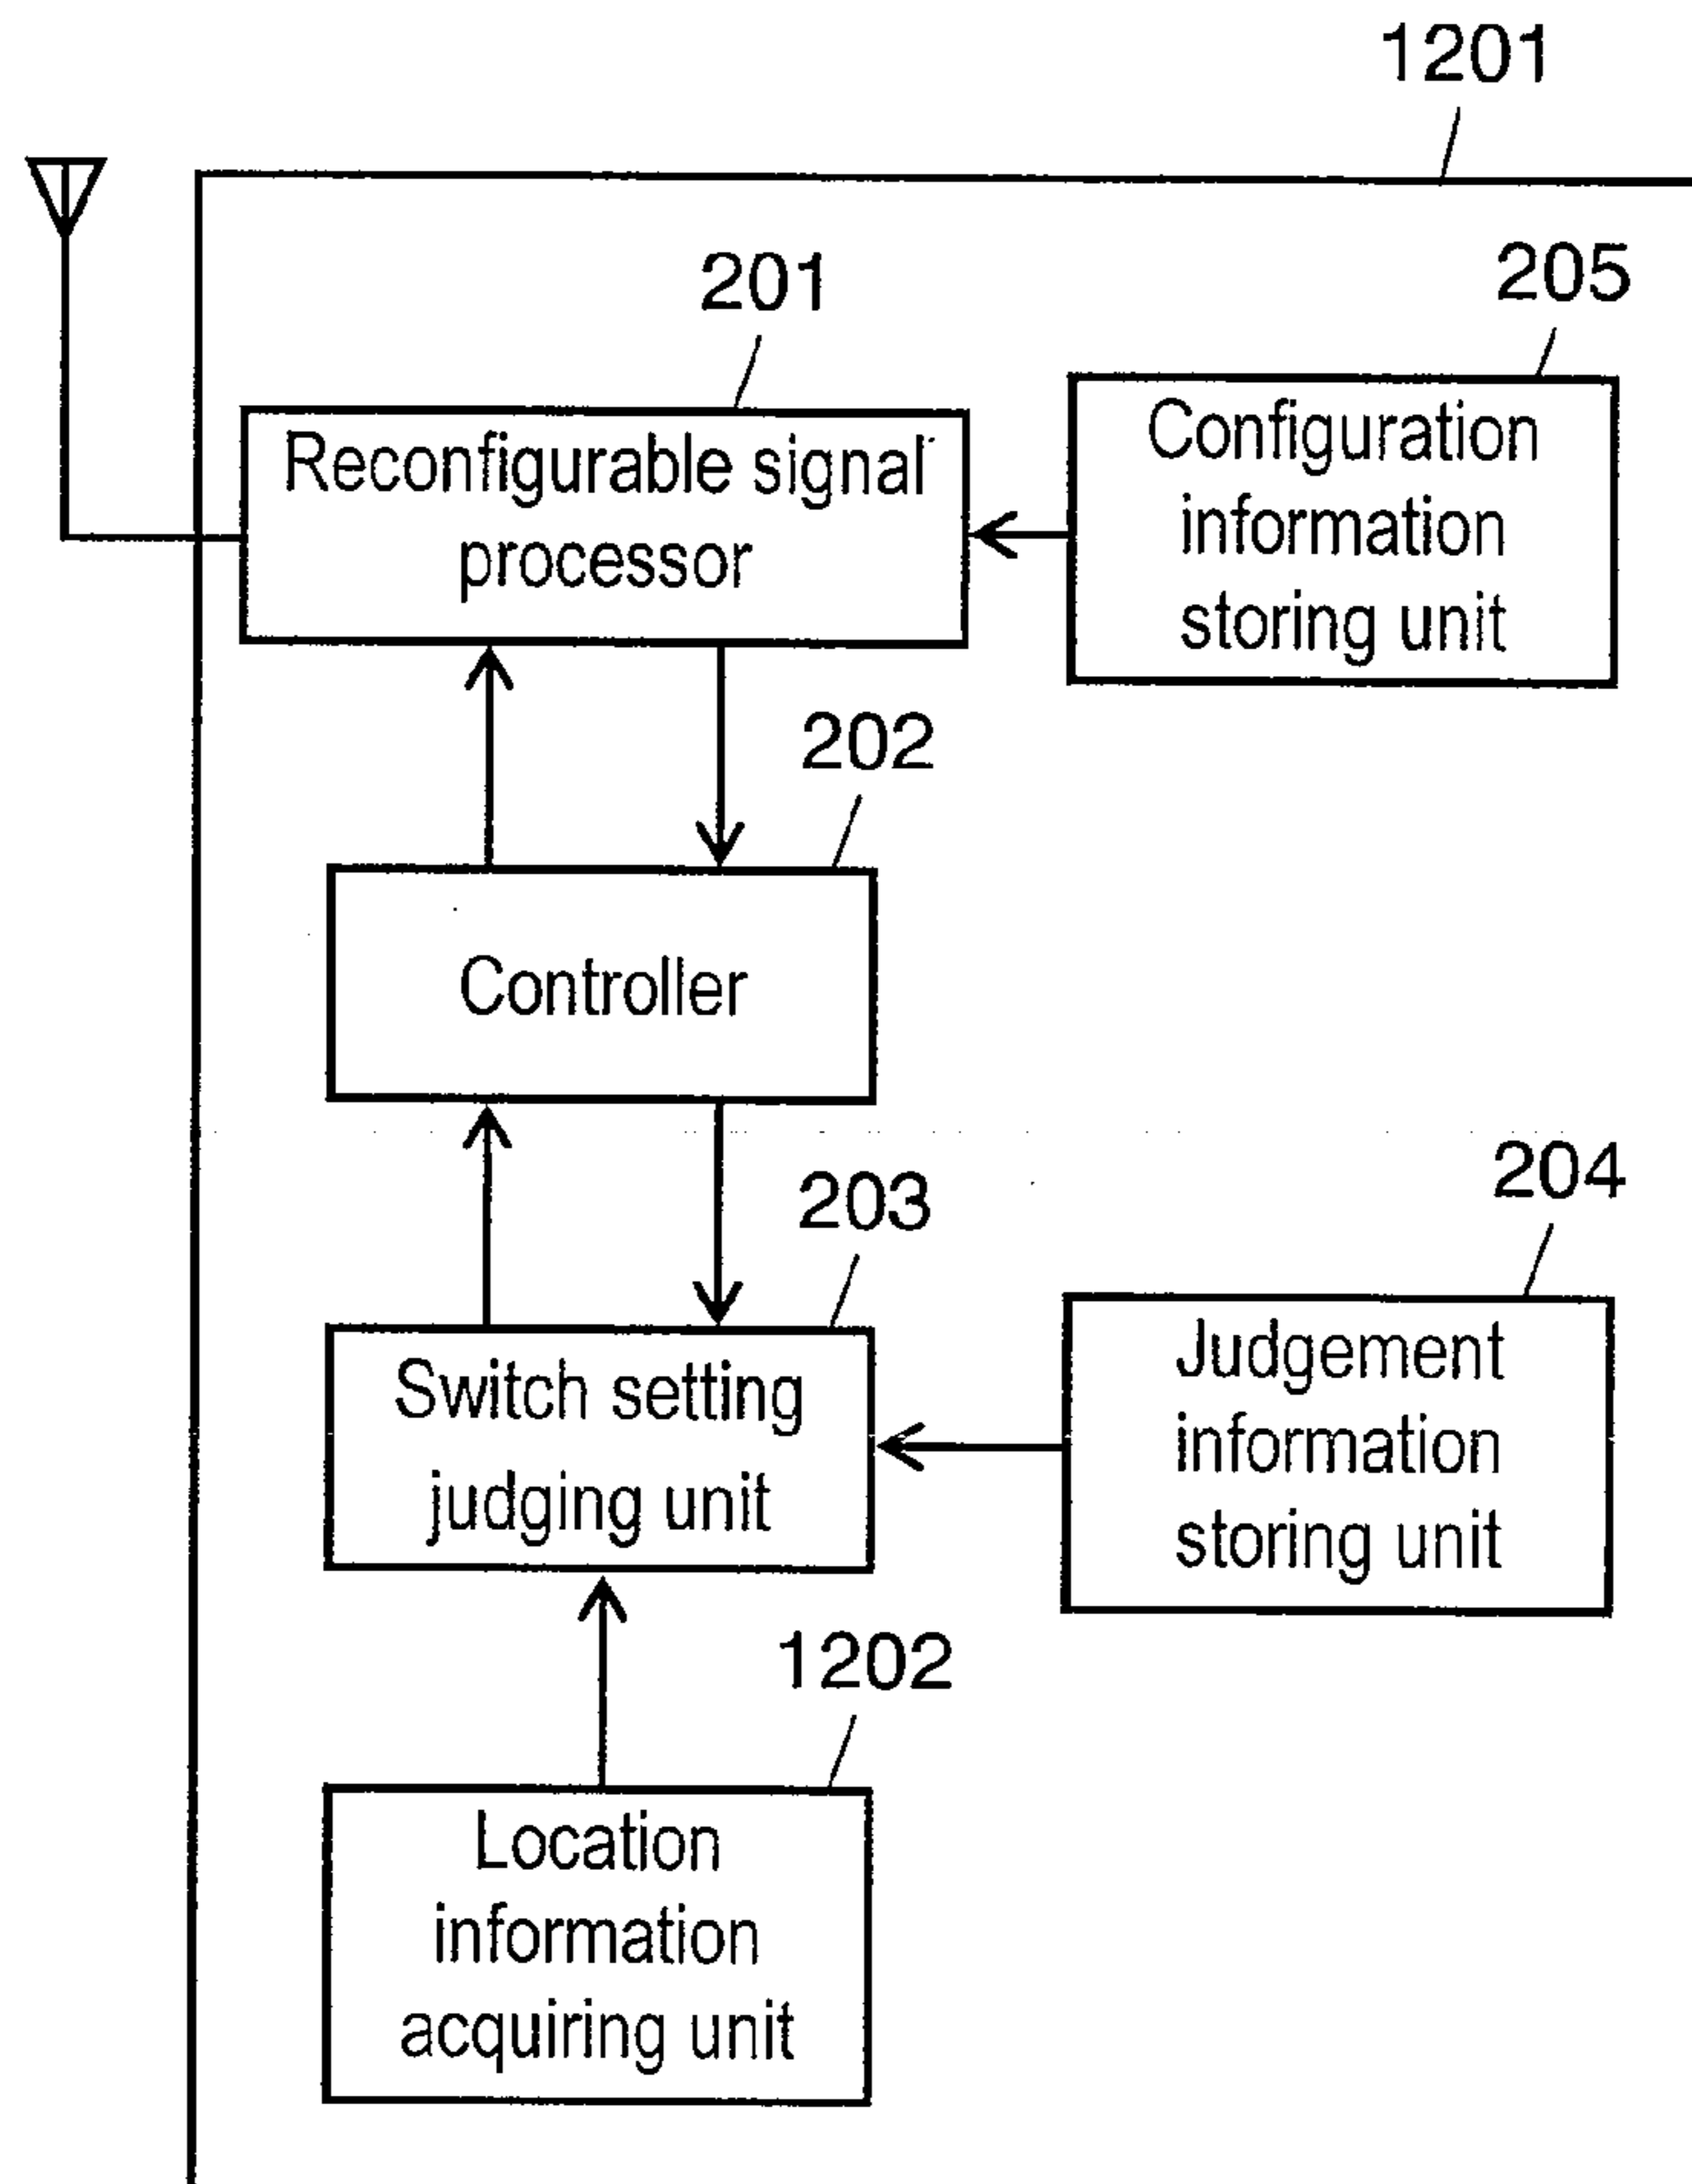 1201
201
205
Reconfigurable signal
processor
Configuration
information
storing unit
202
Controller
203
204
Switch setting
judging unit
Judgement
information
storing unit
1202
Location
information
acquiring unit